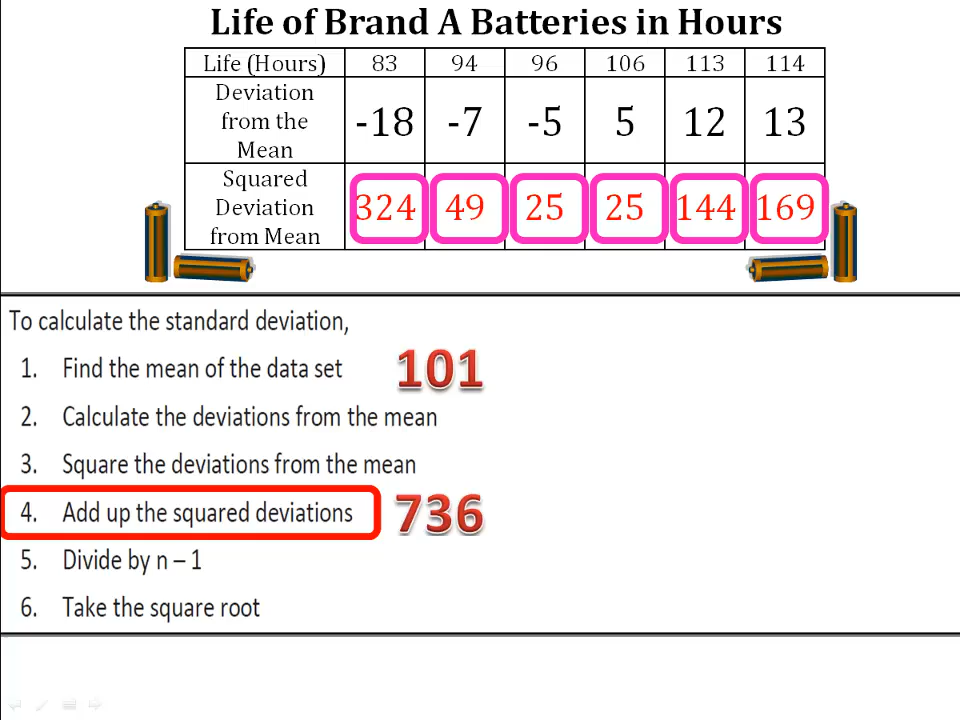 Life of Brand A Batteries in Hours
Life (Hours) 83 94 96 106 113 114
Deviation
from the
Mean
-18 -7 -5 5 12 13
Squared
Deviation
from Mean
324 49 25 25 144 169
To calculate the standard deviation,
1. Find the mean of the data set 101
2. Calculate the deviations from the mean
3. Square the deviations from the mean
4. Add up the squared deviations 736
5. Divide by n – 1
6. Take the square root